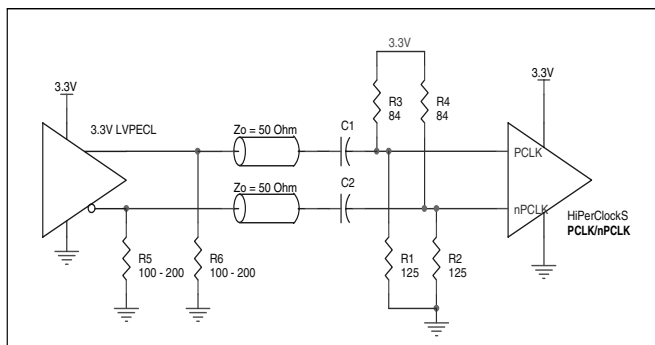 3.3V
3.3V
3.3V
R3
84
R4
84
3.3V LVPECL
Zo = 50 Ohm
C1
PCLK
Zo = 50 Ohm
C2
nPCLK
HiPerClockS
PCLK/nPCLK
R5
100 - 200
R6
100 - 200
R1
125
R2
125